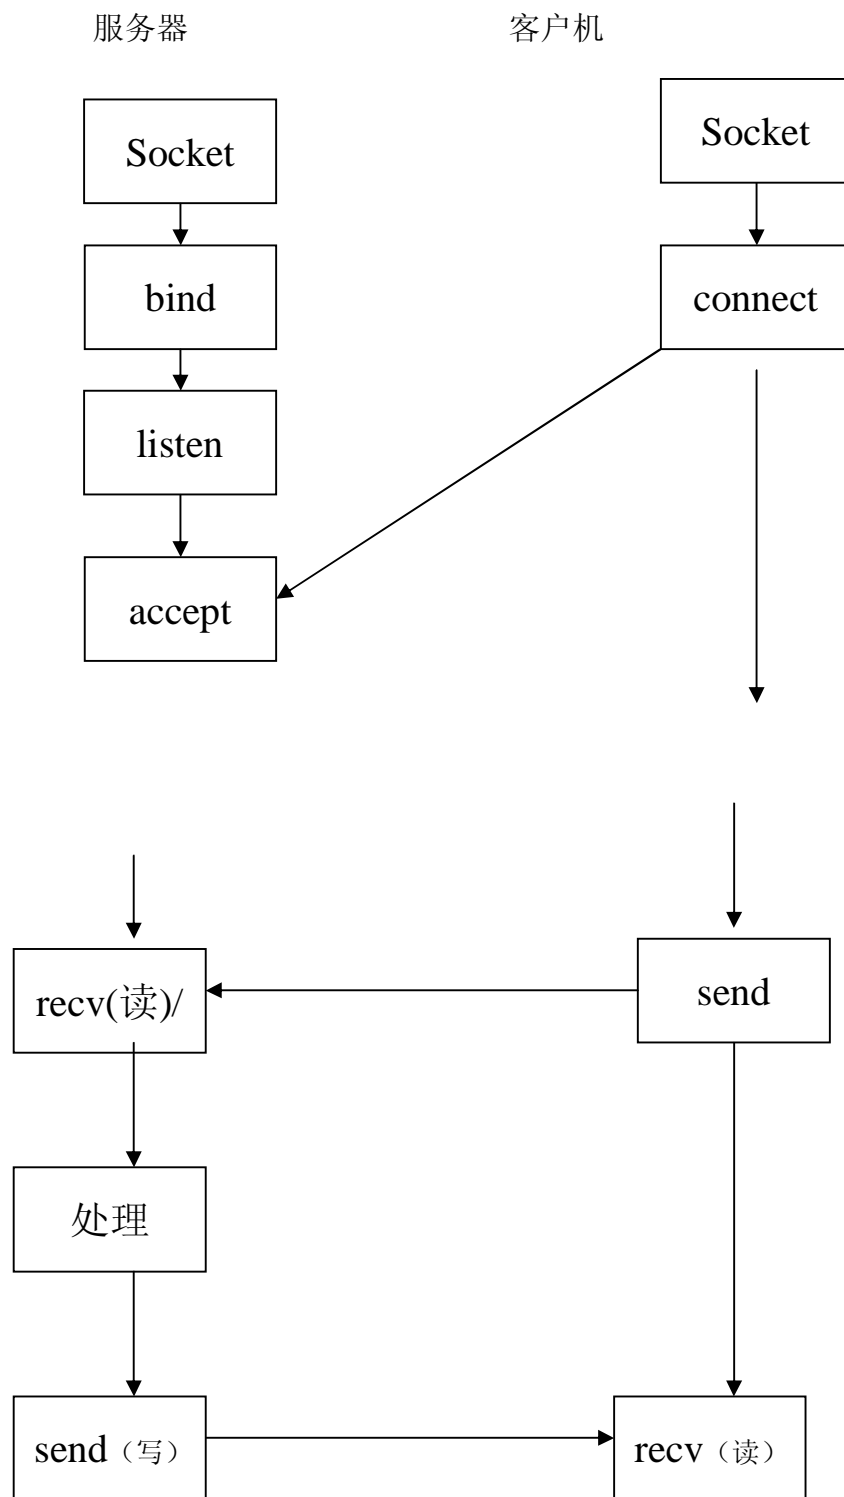 服务器
客户机
Socket
Socket
bind
connect
listen
accept
recv(读)/
send
处理
send（写）
recv（读）